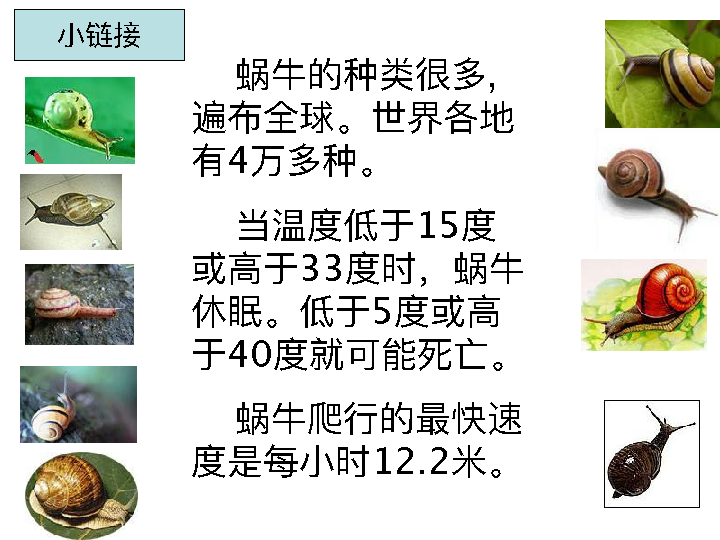 小链接
蜗牛的种类很多，
遍布全球。世界各地
有4万多种。
当温度低于15度
或高于33度时，蜗牛
休眠。低于5度或高
于40度就可能死亡。
蜗牛爬行的最快速
度是每小时12.2米。